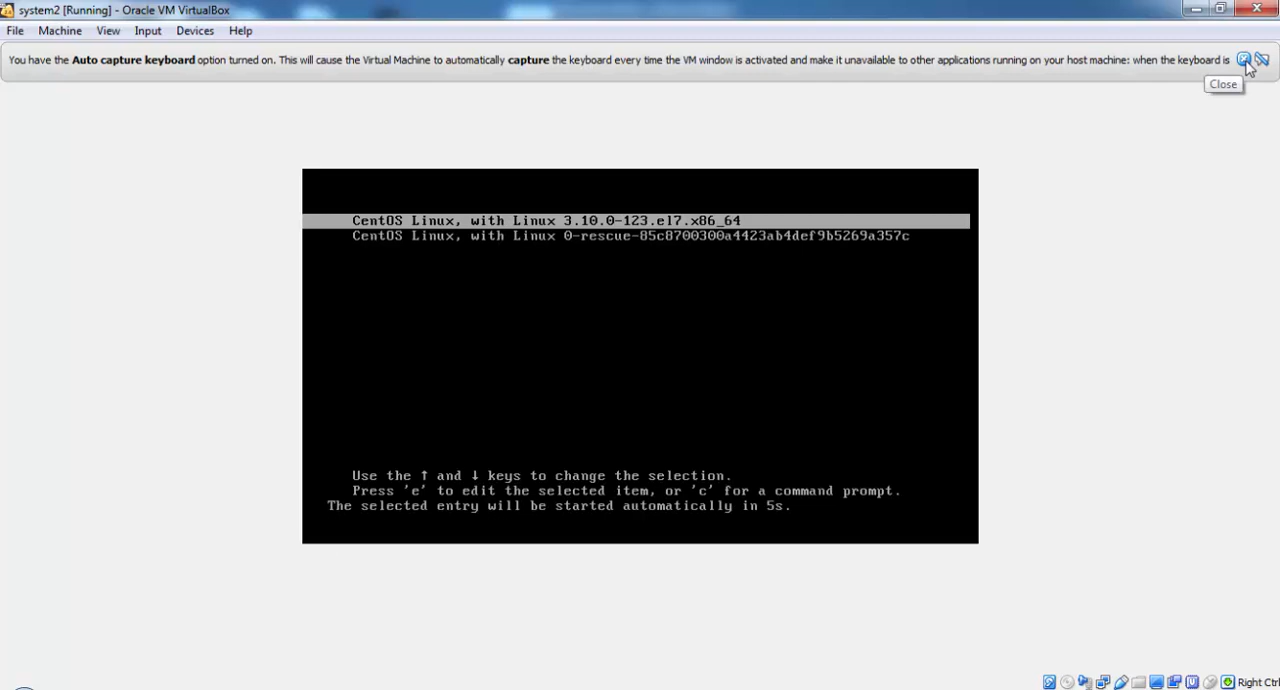 system2 [Running] - Oracle VM VirtualBox
File Machine View Input Devices Help
You have the Auto capture keyboard option turned on. This will cause the Virtual Machine to automatically capture the keyboard every time the VM window is activated and make it unavailable to other applications running on your host machine: when the keyboard is
Close
CentOS Linux, with Linux 3.10.0-123.el7.x86_64
CentOS Linux, with Linux 0-rescue-85c8700300a4423ab4def9b5269a357c
Use the ↑ and ↓ keys to change the selection.
Press 'e' to edit the selected item, or 'c' for a command prompt.
The selected entry will be started automatically in 5s.
Right Ctrl